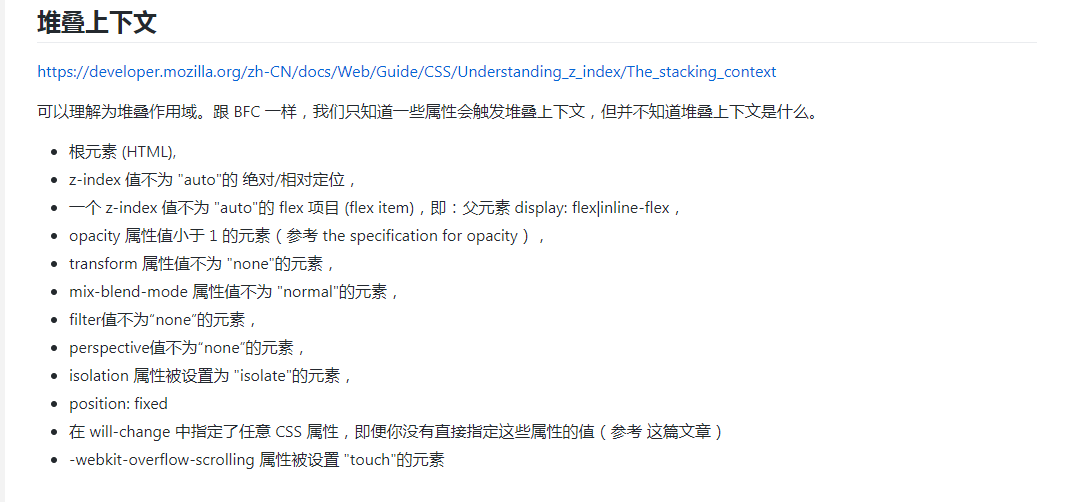 堆叠上下文
https://developer.mozilla.org/zh-CN/docs/Web/Guide/CSS/Understanding_z_index/The_stacking_context
可以理解为堆叠作用域。跟 BFC 一样，我们只知道一些属性会触发堆叠上下文，但并不知道堆叠上下文是什么。
• 根元素 (HTML),
• z-index 值不为 "auto"的 绝对/相对定位，
• 一个 z-index 值不为 "auto"的 flex 项目 (flex item)，即：父元素 display: flex|inline-flex，
• opacity 属性值小于 1 的元素（参考 the specification for opacity），
• transform 属性值不为 "none"的元素，
• mix-blend-mode 属性值不为 "normal"的元素，
• filter值不为“none”的元素，
• perspective值不为“none”的元素，
• isolation 属性被设置为 "isolate"的元素，
• position: fixed
• 在 will-change 中指定了任意 CSS 属性，即便你没有直接指定这些属性的值（参考 这篇文章）
• -webkit-overflow-scrolling 属性被设置 "touch"的元素